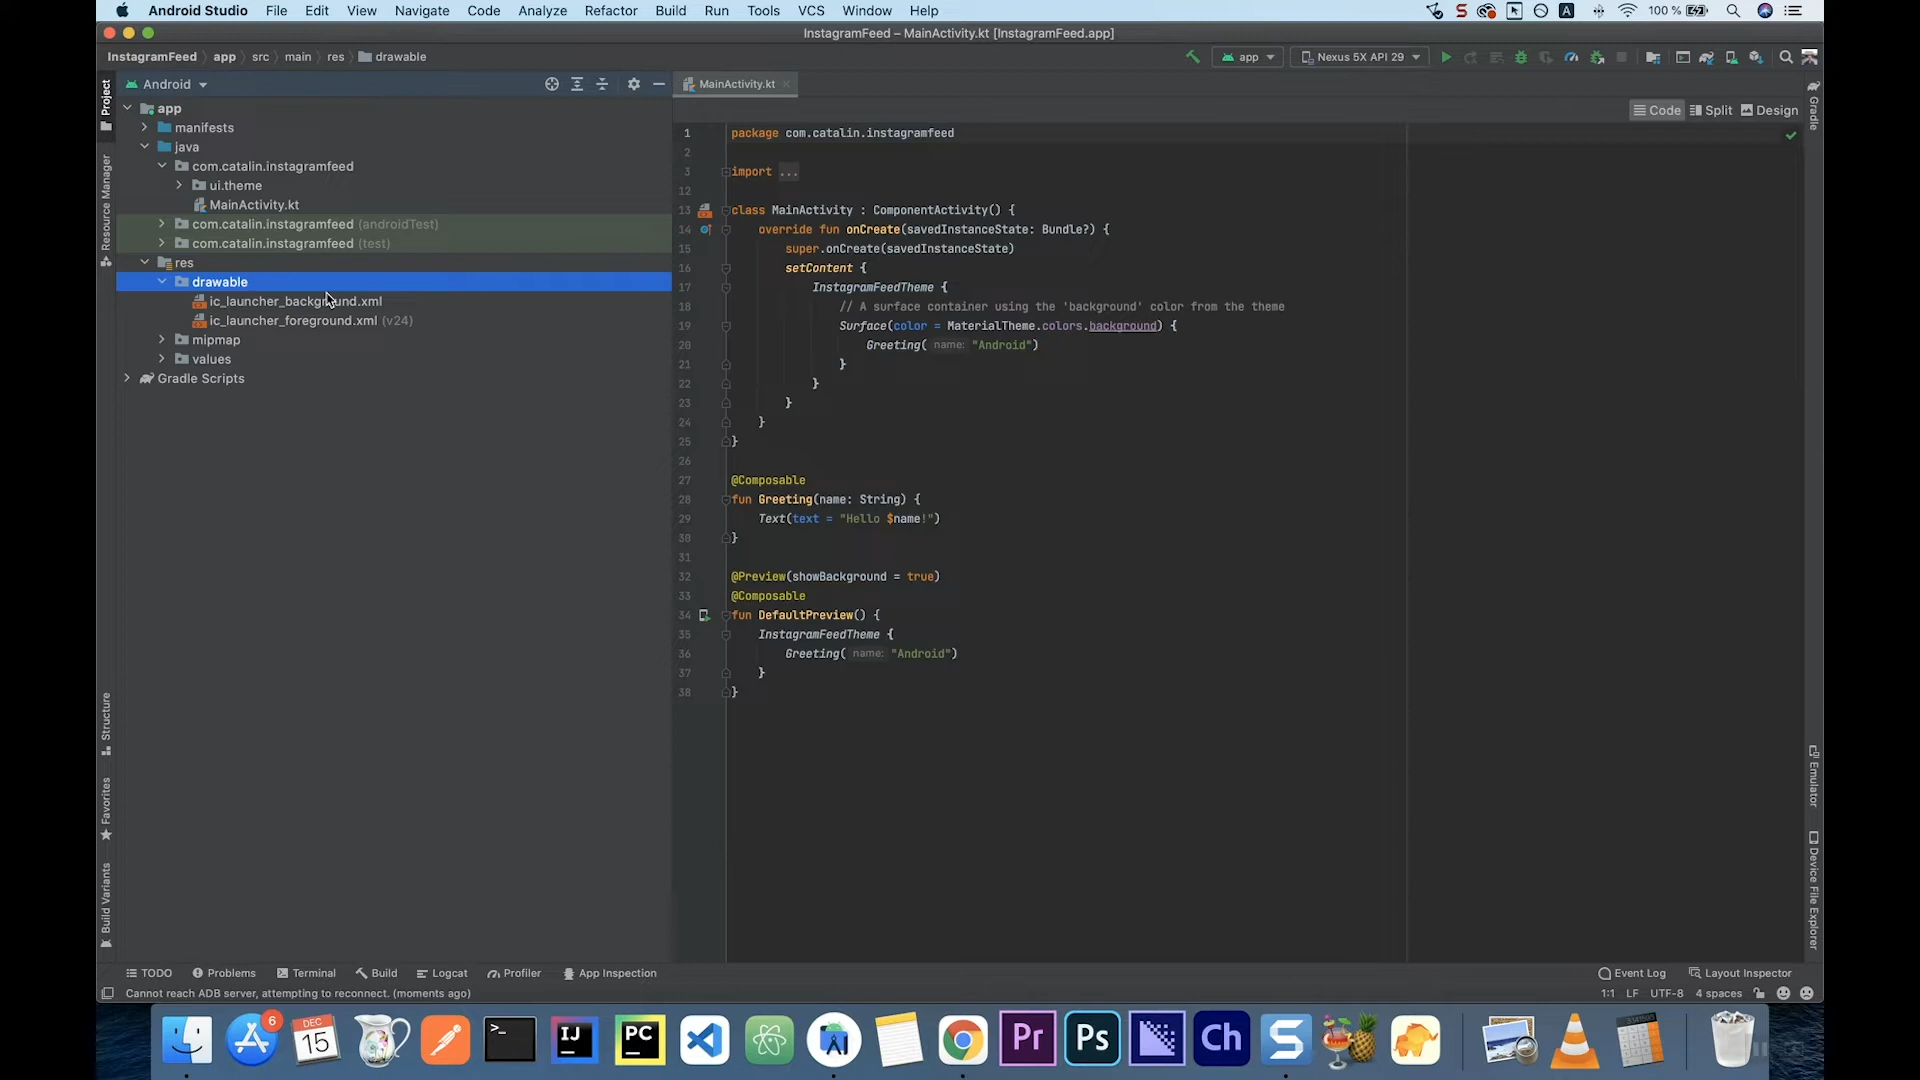 Android Studio File Edit View Navigate Code Analyze Refactor Build Run Tools VCS Window Help 100 %
InstagramFeed – MainActivity.kt [InstagramFeed.app]
InstagramFeed app src main res drawable
app Nexus 5X API 29
Project
Android
MainActivity.kt
Code Split Design
Gradle
app
manifests
java
com.catalin.instagramfeed
ui.theme
MainActivity.kt
com.catalin.instagramfeed (androidTest)
com.catalin.instagramfeed (test)
res
drawable
ic_launcher_background.xml
ic_launcher_foreground.xml (v24)
mipmap
values
Gradle Scripts
Resource Manager
Structure
Favorites
Build Variants
1 package com.catalin.instagramfeed
2
3 import ...
12
13 class MainActivity : ComponentActivity() {
14 override fun onCreate(savedInstanceState: Bundle?) {
15 super.onCreate(savedInstanceState)
16 setContent {
17 InstagramFeedTheme {
18 // A surface container using the 'background' color from the theme
19 Surface(color = MaterialTheme.colors.background) {
20 Greeting( name: "Android")
21 }
22 }
23 }
24 }
25 }
26
27 @Composable
28 fun Greeting(name: String) {
29 Text(text = "Hello $name!")
30 }
31
32 @Preview(showBackground = true)
33 @Composable
34 fun DefaultPreview() {
35 InstagramFeedTheme {
36 Greeting( name: "Android")
37 }
38 }
Emulator
Device File Explorer
TODO Problems Terminal Build Logcat Profiler App Inspection Event Log Layout Inspector
Cannot reach ADB server, attempting to reconnect. (moments ago) 1:1 LF UTF-8 4 spaces
6
DEC
15
>_
IJ
PC
Pr
Ps
Ch
S